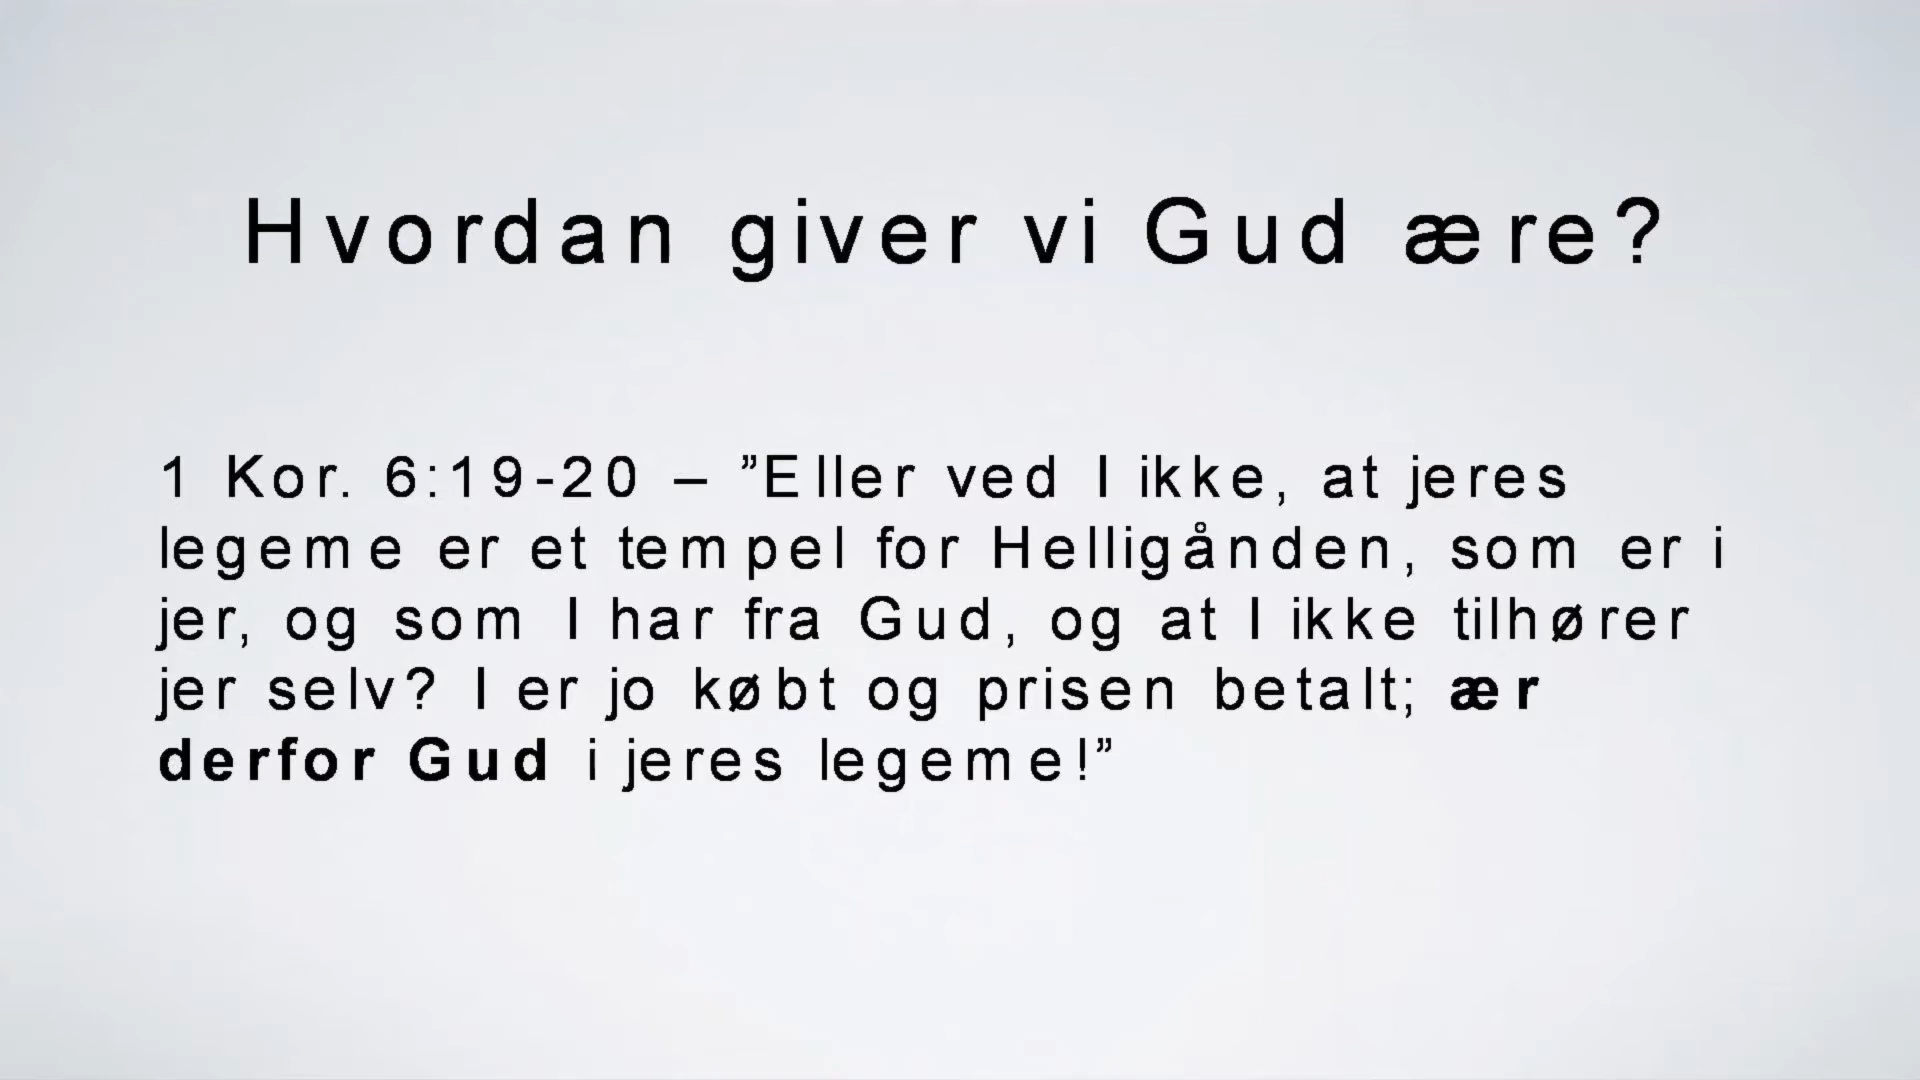 Hvordan giver vi Gud ære?
1 Kor. 6:19-20 – ”Eller ved I ikke, at jeres
legeme er et tempel for Helligånden, som er i
jer, og som I har fra Gud, og at I ikke tilhører
jer selv? I er jo købt og prisen betalt; ær
derfor Gud i jeres legeme!”